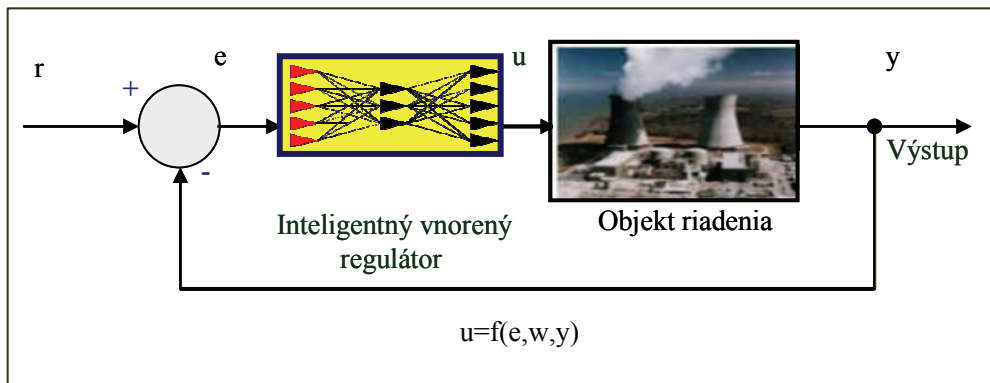 r
e
u
y
+
-
Výstup
Inteligentný vnorený
regulátor
Objekt riadenia
u=f(e,w,y)